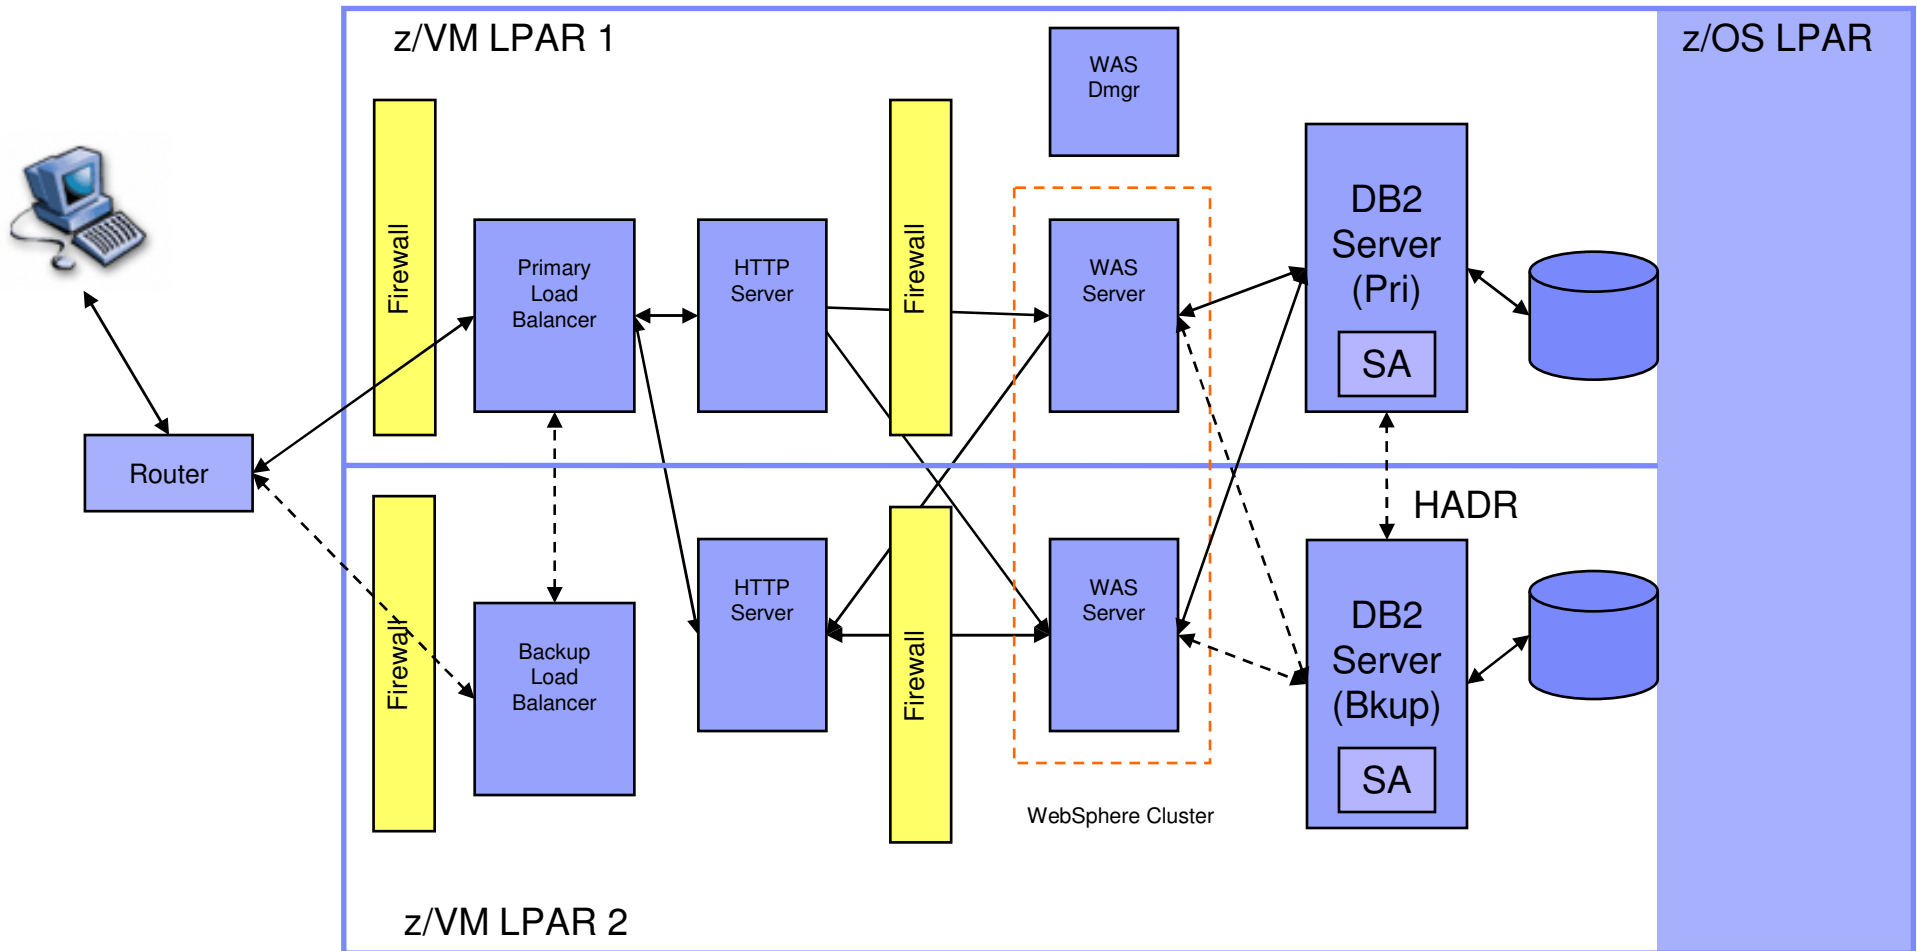 z/VM LPAR 1
z/OS LPAR
WAS
Dmgr
Firewall
Firewall
Primary
Load
Balancer
HTTP
Server
WAS
Server
DB2
Server
(Pri)
SA
Router
HADR
Firewall
Firewall
Backup
Load
Balancer
HTTP
Server
WAS
Server
DB2
Server
(Bkup)
SA
WebSphere Cluster
z/VM LPAR 2